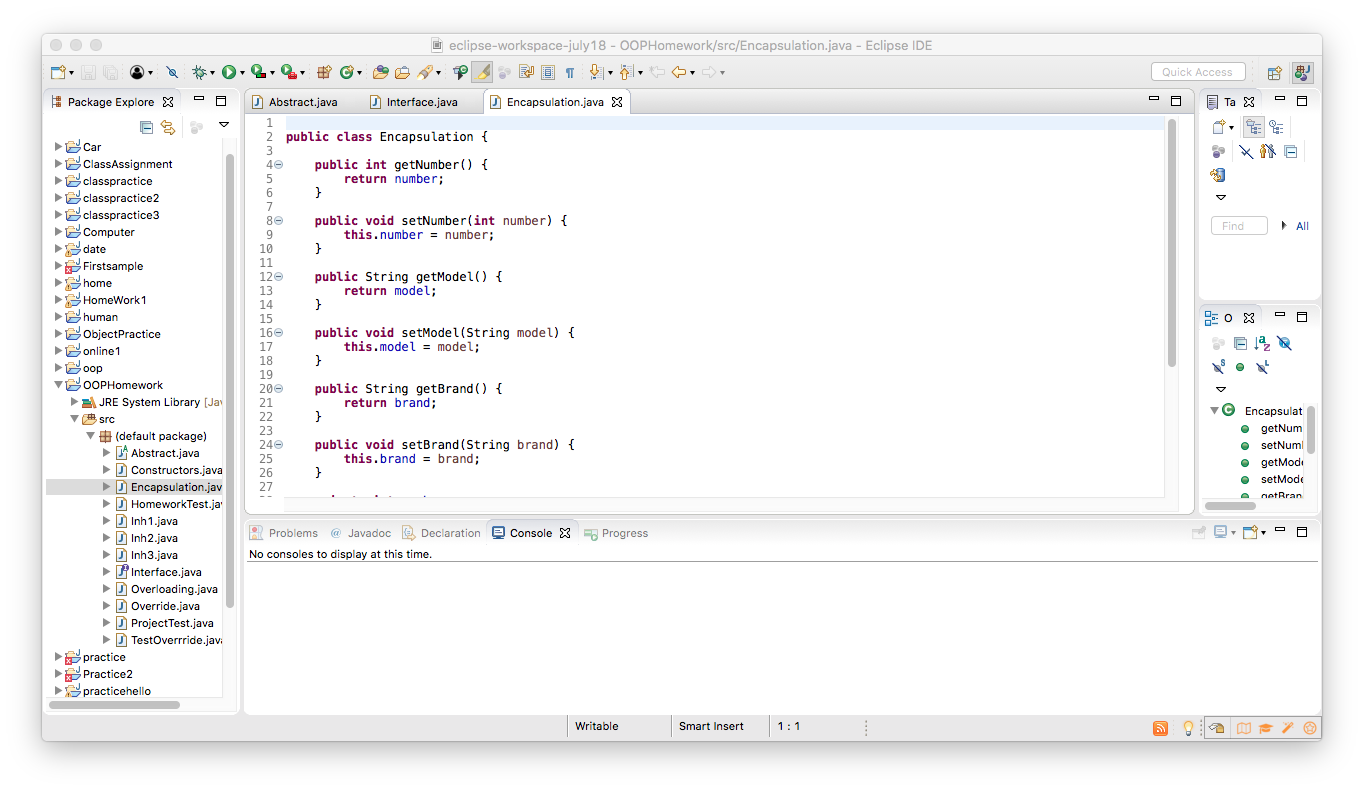 eclipse-workspace-july18 - OOPHomework/src/Encapsulation.java - Eclipse IDE
Quick Access
Package Explore
Car
ClassAssignment
classpractice
classpractice2
classpractice3
Computer
date
Firstsample
home
HomeWork1
human
ObjectPractice
online1
oop
OOPHomework
JRE System Library [Jav
src
(default package)
Abstract.java
Constructors.java
Encapsulation.jav
HomeworkTest.jav
Inh1.java
Inh2.java
Inh3.java
Interface.java
Overloading.java
Override.java
ProjectTest.java
TestOverrride.java
practice
Practice2
practicehello
Abstract.java
Interface.java
Encapsulation.java
1
2 public class Encapsulation {
3
4 public int getNumber() {
5 return number;
6 }
7
8 public void setNumber(int number) {
9 this.number = number;
10 }
11
12 public String getModel() {
13 return model;
14 }
15
16 public void setModel(String model) {
17 this.model = model;
18 }
19
20 public String getBrand() {
21 return brand;
22 }
23
24 public void setBrand(String brand) {
25 this.brand = brand;
26 }
27
Ta
Find
All
O
Encapsulat
getNum
setNum
getMode
setMode
getBran
Problems
@ Javadoc
Declaration
Console
Progress
No consoles to display at this time.
Writable
Smart Insert
1 : 1